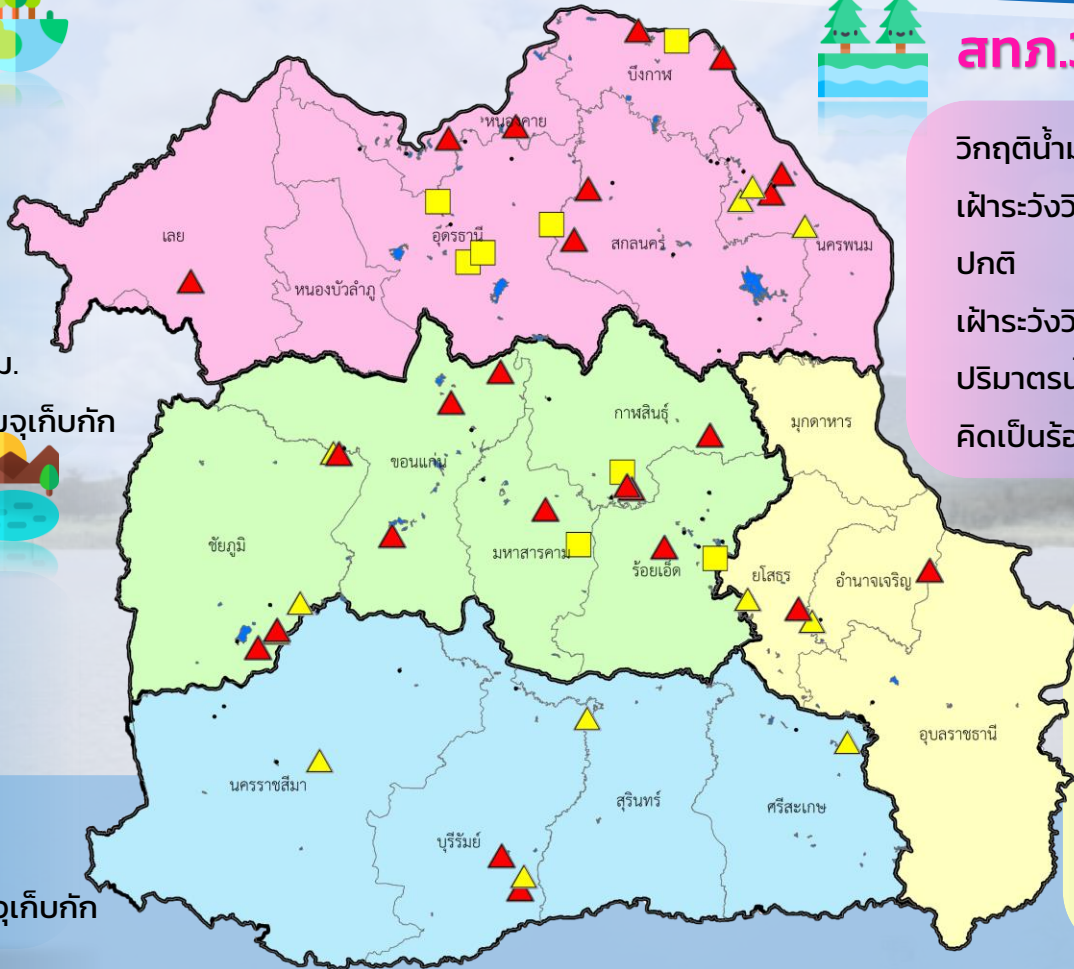 สทภ.3
วิกฤติน้ำม
เฝ้าระวังวิ
ปกติ
เฝ้าระวังวิ
ปริมาตรน้
คิดเป็นร้อ
บึงกาฬ
หนองคาย
เลย
อุดรธานี
สกลนคร
นครพนม
หนองบัวลำภู
ม.
จุเก็บกัก
กาฬสินธุ์
มุกดาหาร
ขอนแก่น
ชัยภูมิ
มหาสารคาม
ร้อยเอ็ด
ยโสธร
อำนาจเจริญ
อุบลราชธานี
นครราชสีมา
สุรินทร์
ศรีสะเกษ
บุรีรัมย์
จุเก็บกัก